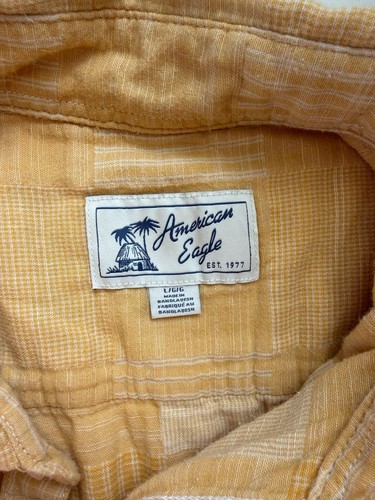 American
Eagle
EST. 1977
L/G/G
MADE IN
BANGLADESH
FABRIQUÉ AU
BANGLADESH